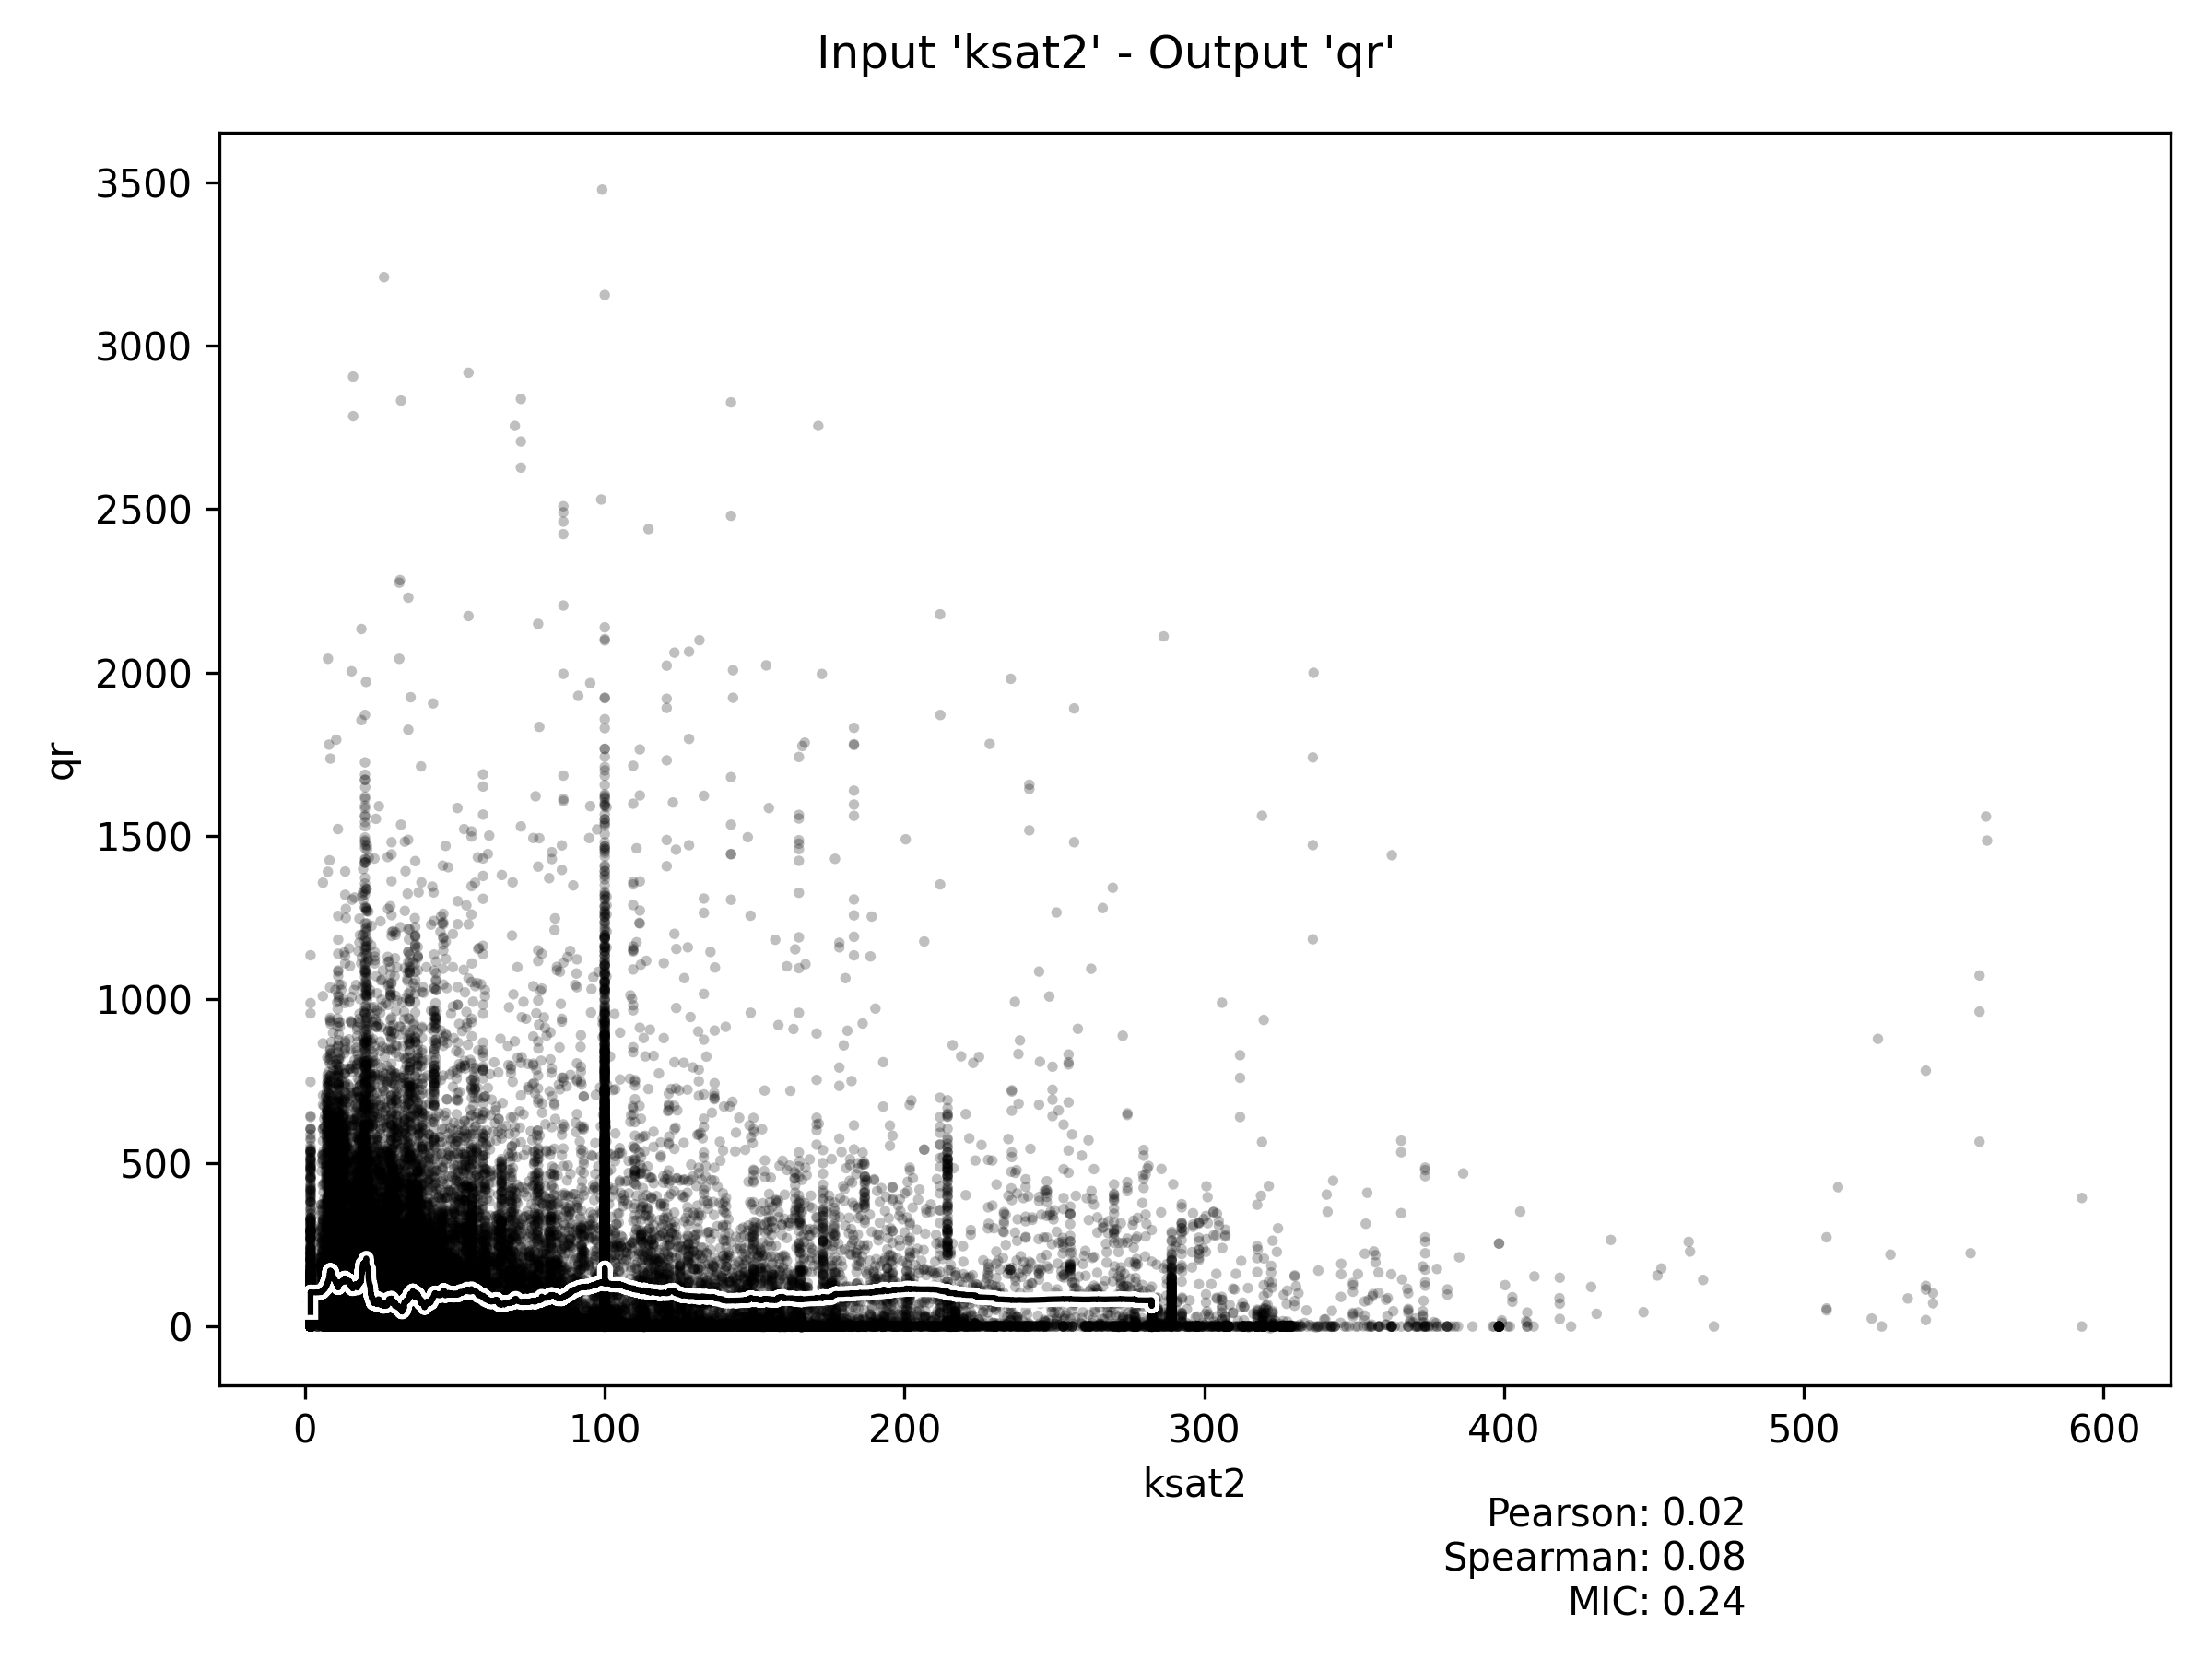 Input 'ksat2' - Output 'qr'
3500
3000
2500
2000
1500
1000
500
0
qr
0 100 200 300 400 500 600
ksat2
Pearson: 0.02
Spearman: 0.08
MIC: 0.24